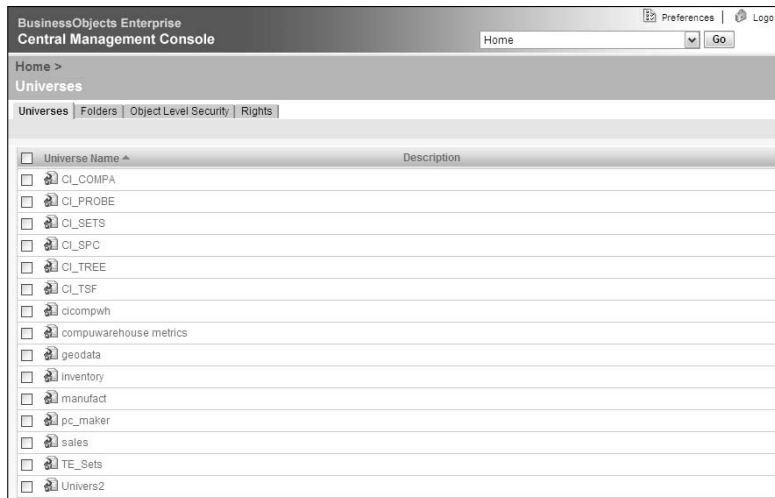 BusinessObjects Enterprise
Central Management Console
Preferences | Logo
Home Go
Home >
Universes
Universes | Folders | Object Level Security | Rights |
Universe Name Description
CI_COMPA
CI_PROBE
CI_SETS
CI_SPC
CI_TREE
CI_TSF
cicompwh
compuwarehouse metrics
geodata
inventory
manufact
pc_maker
sales
TE_Sets
Univers2